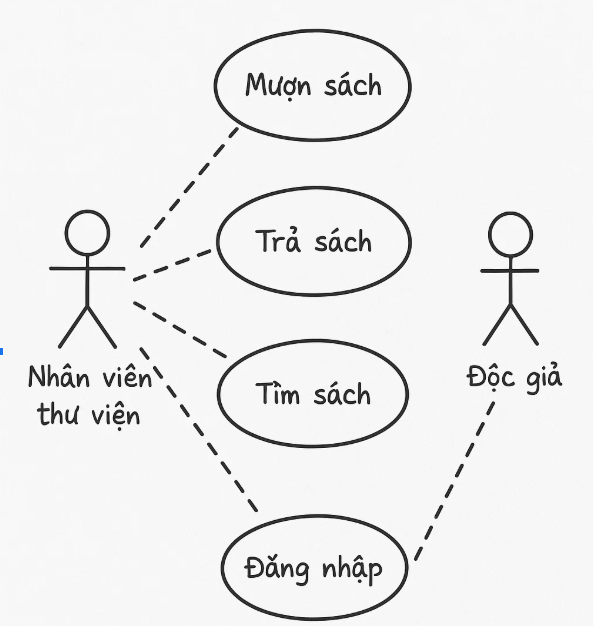 Mượn sách
Trả sách
Tìm sách
Nhân viên
thư viện
Độc giả
Đăng nhập